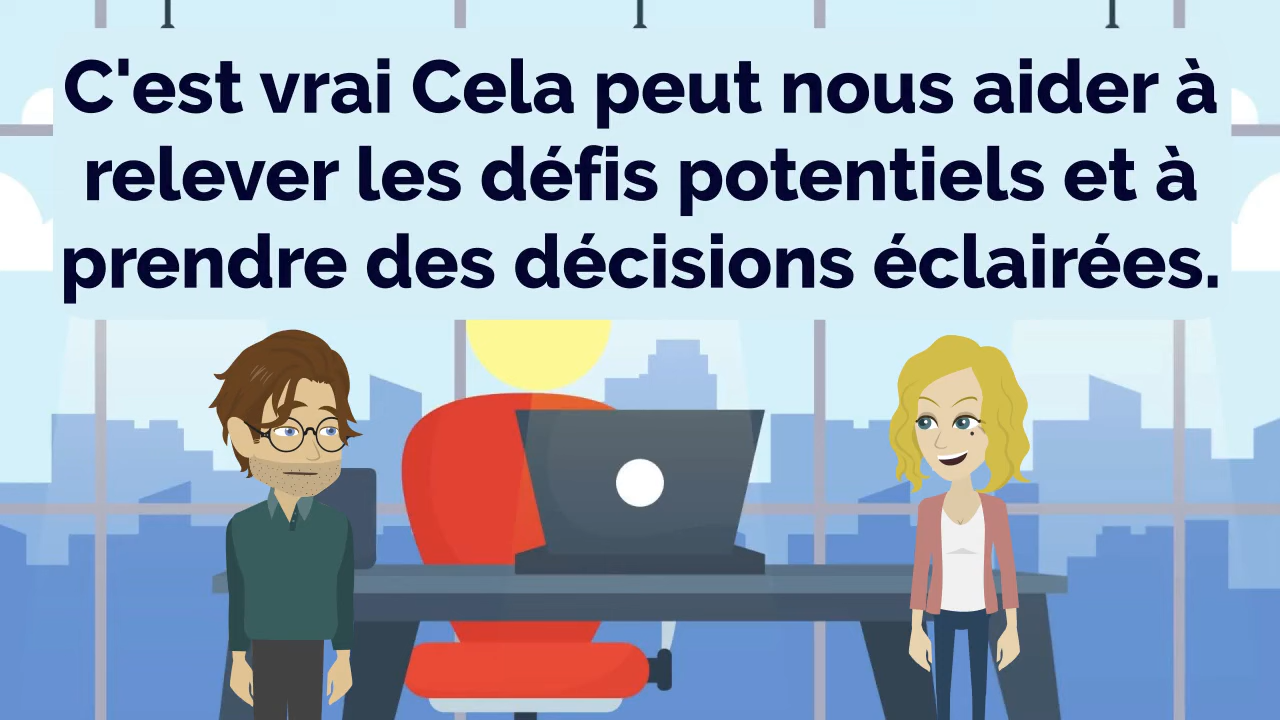 C'est vrai Cela peut nous aider à
relever les défis potentiels et à
prendre des décisions éclairées.